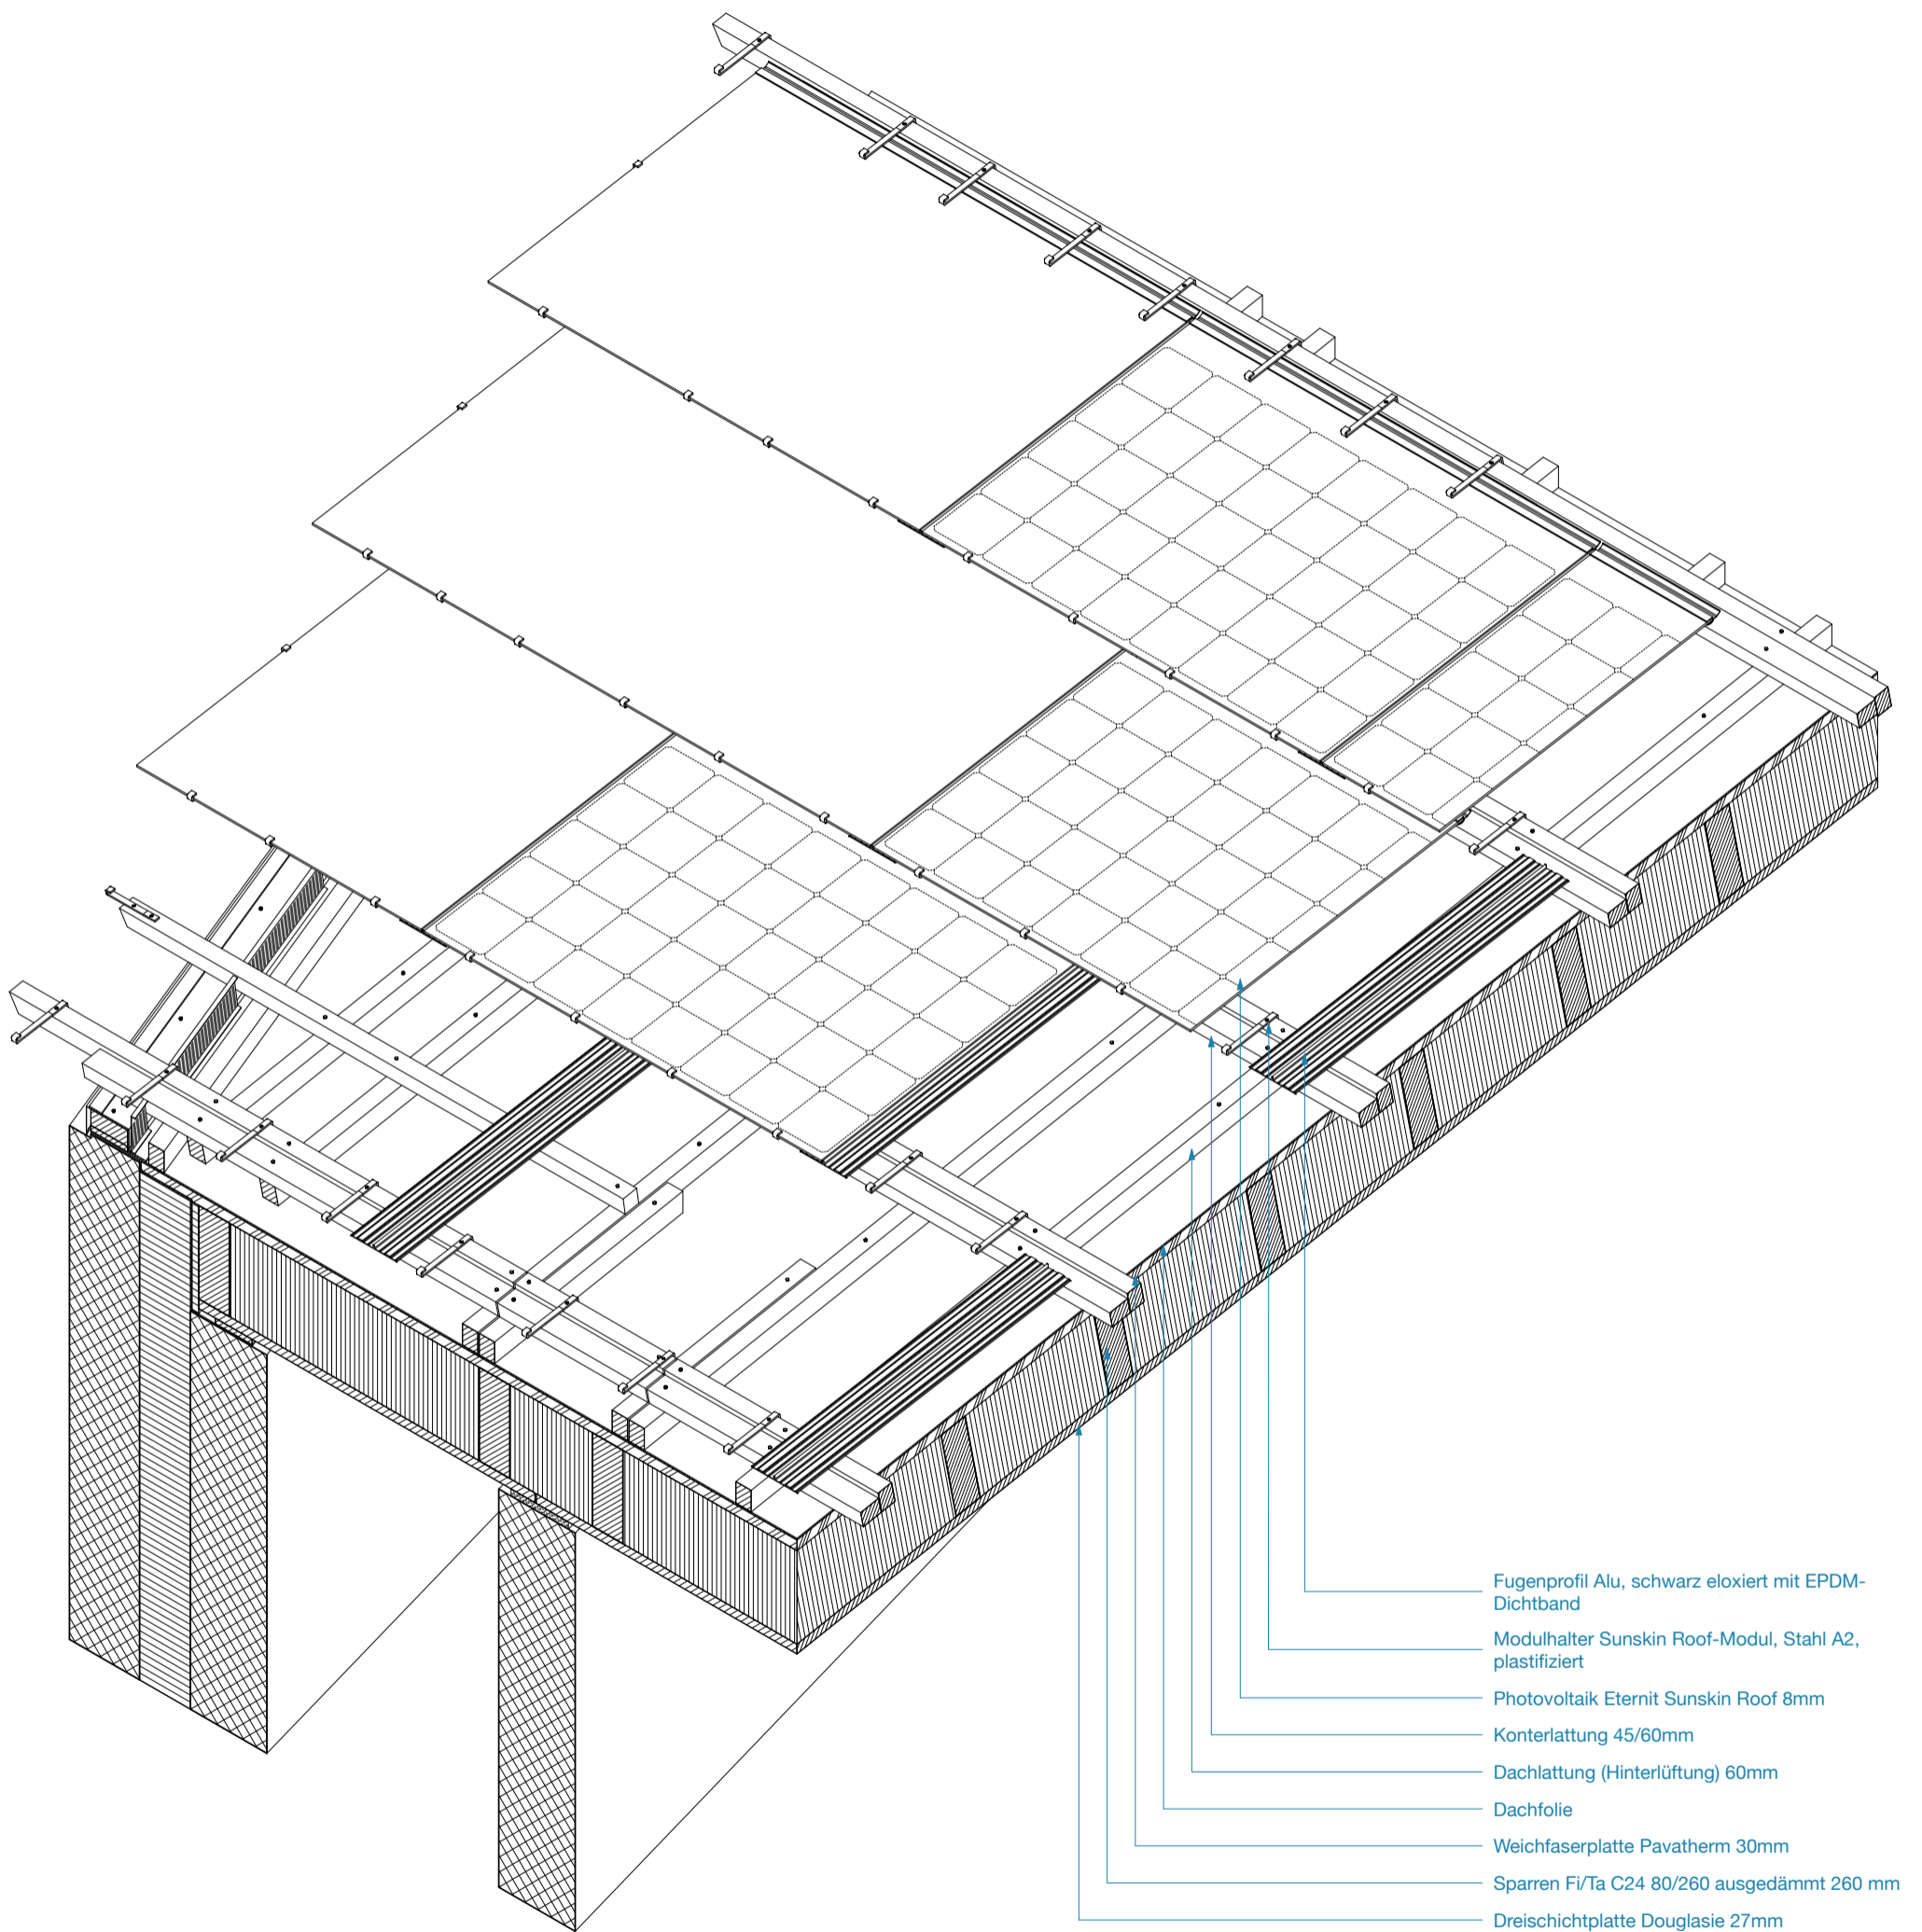 Fugenprofil Alu, schwarz eloxiert mit EPDM-
Dichtband
Modulhalter Sunskin Roof-Modul, Stahl A2,
plastifiziert
Photovoltaik Eternit Sunskin Roof 8mm
Konterlattung 45/60mm
Dachlattung (Hinterlüftung) 60mm
Dachfolie
Weichfaserplatte Pavatherm 30mm
Sparren Fi/Ta C24 80/260 ausgedämmt 260 mm
Dreischichtplatte Douglasie 27mm